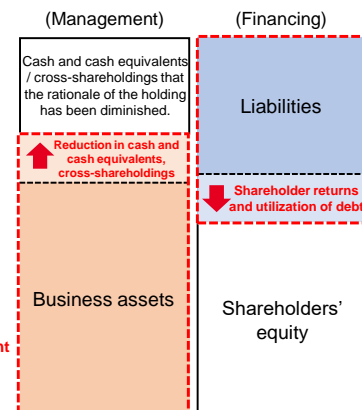 (Management)
(Financing)
Cash and cash equivalents
/ cross-shareholdings that
the rationale of the holding
has been diminished.
Reduction in cash and
cash equivalents,
cross-shareholdings
Business assets
Liabilities
Shareholder returns
and utilization of debt
Shareholders’
equity